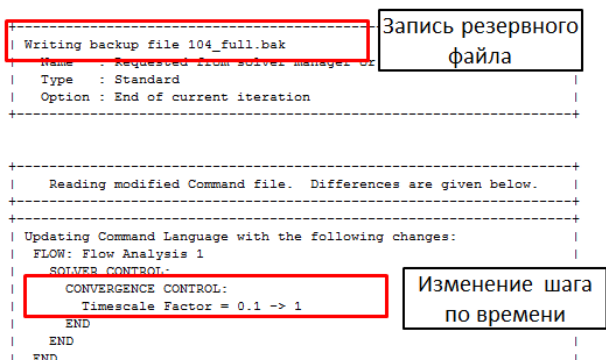 +------------------------------------------
Запись резервного
файла
| Writing backup file 104_full.bak
| Name : Requested from solver manager or
| Type : Standard |
| Option : End of current iteration |
+--------------------------------------------------------------------+
+--------------------------------------------------------------------+
| Reading modified Command file. Differences are given below. |
+--------------------------------------------------------------------+
+--------------------------------------------------------------------+
| Updating Command Language with the following changes: |
| FLOW: Flow Analysis 1 |
| SOLVER CONTROL: |
| CONVERGENCE CONTROL:
| Timescale Factor = 0.1 -> 1
Изменение шага
по времени
| END
| END |
| END |